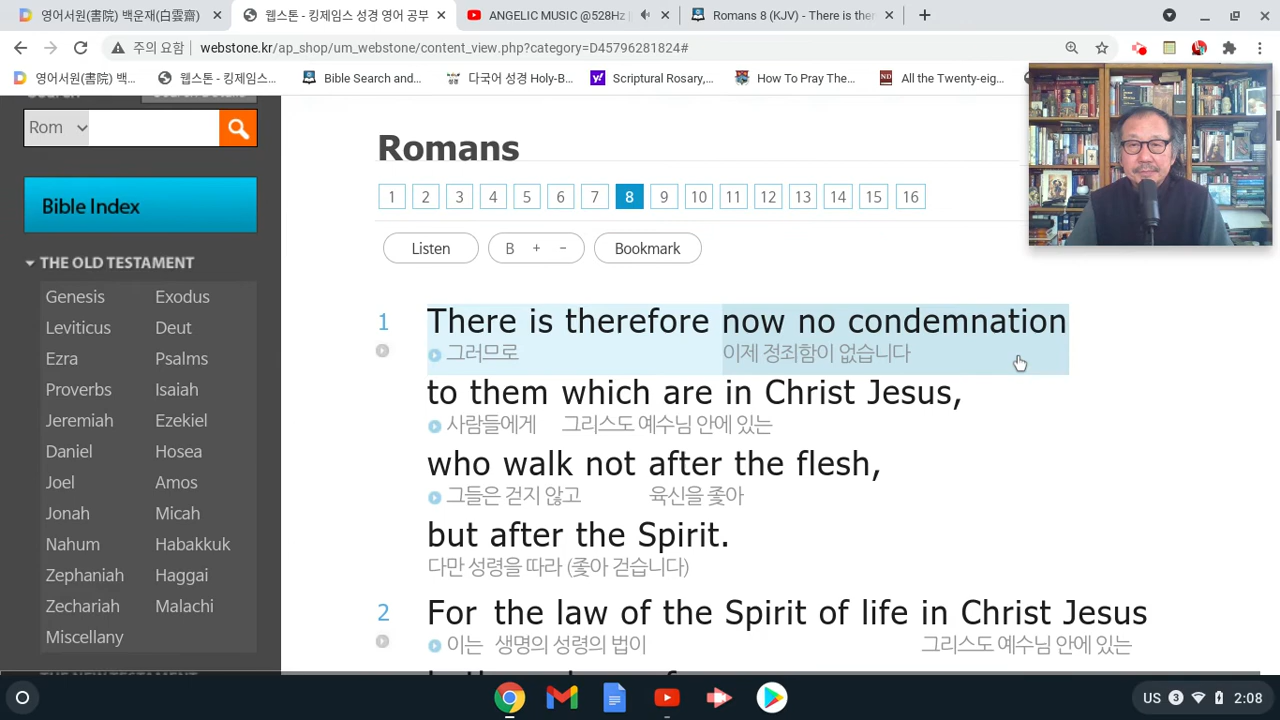 영어서원(書院) 백운재(白雲齋)
웹스톤 - 킹제임스 성경 영어 공부
ANGELIC MUSIC @528Hz
Romans 8 (KJV) - There is ther
주의 요함
webstone.kr/ap_shop/um_webstone/content_view.php?category=D45796281824#
영어서원(書院) 백...
웹스톤 - 킹제임스...
Bible Search and...
다국어 성경 Holy-B...
Scriptural Rosary,...
How To Pray The...
All the Twenty-eig...
Rom
Bible Index
THE OLD TESTAMENT
Genesis Exodus
Leviticus Deut
Ezra Psalms
Proverbs Isaiah
Jeremiah Ezekiel
Daniel Hosea
Joel Amos
Jonah Micah
Nahum Habakkuk
Zephaniah Haggai
Zechariah Malachi
Miscellany
Romans
1 2 3 4 5 6 7 8 9 10 11 12 13 14 15 16
Listen B + - Bookmark
1 There is therefore now no condemnation
그러므로 이제 정죄함이 없습니다
to them which are in Christ Jesus,
사람들에게 그리스도 예수님 안에 있는
who walk not after the flesh,
그들은 걷지 않고 육신을 좇아
but after the Spirit.
다만 성령을 따라 (좇아 걷습니다)
2 For the law of the Spirit of life in Christ Jesus
이는 생명의 성령의 법이 그리스도 예수님 안에 있는
US 3 2:08